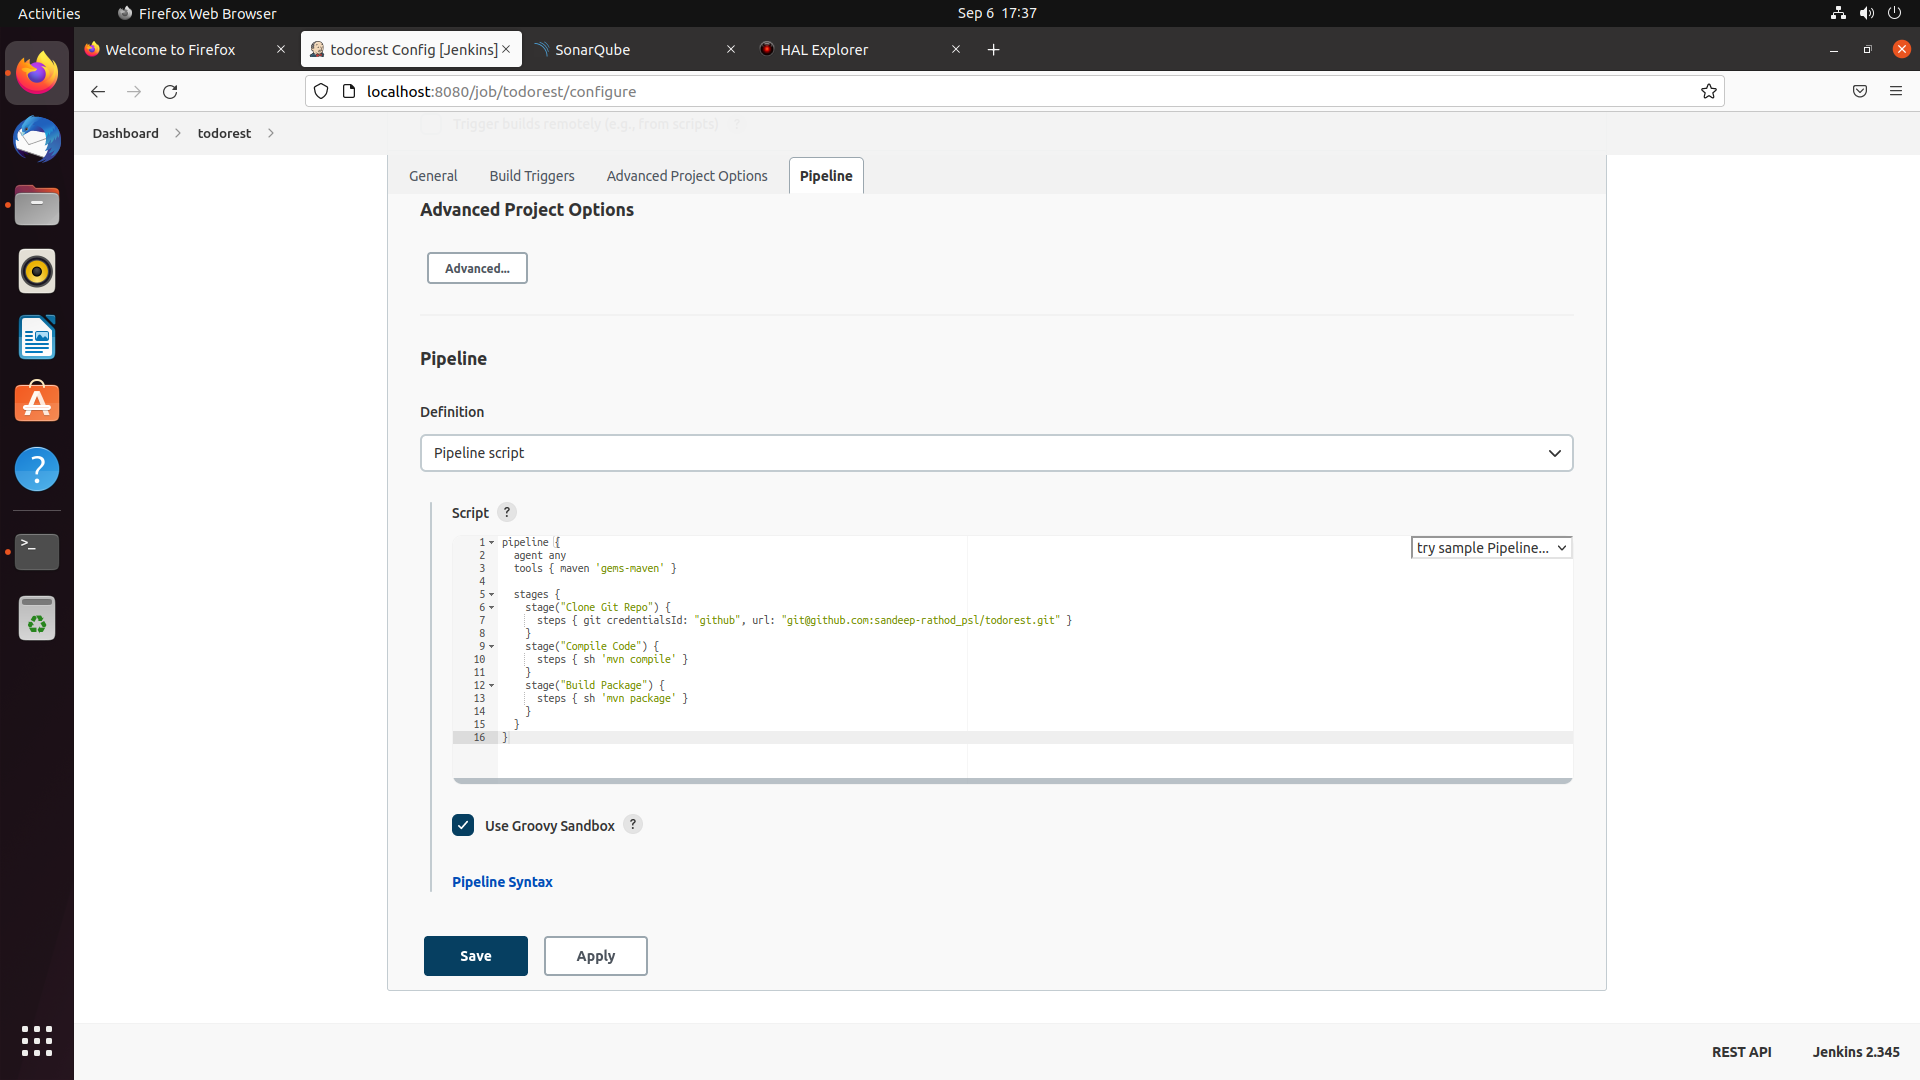 Activities
Firefox Web Browser
Sep 6 17:37
Welcome to Firefox
todorest Config [Jenkins]
SonarQube
HAL Explorer
localhost:8080/job/todorest/configure
Dashboard
todorest
Trigger builds remotely (e.g., from scripts) ?
General
Build Triggers
Advanced Project Options
Pipeline
Advanced Project Options
Advanced...
Pipeline
Definition
Pipeline script
Script ?
try sample Pipeline...
1 pipeline {
2   agent any
3   tools { maven 'gems-maven' }
4
5   stages {
6     stage("Clone Git Repo") {
7       steps { git credentialsId: "github", url: "git@github.com:sandeep-rathod_psl/todorest.git" }
8     }
9     stage("Compile Code") {
10       steps { sh 'mvn compile' }
11     }
12     stage("Build Package") {
13       steps { sh 'mvn package' }
14     }
15   }
16 }
Use Groovy Sandbox ?
Pipeline Syntax
Save
Apply
REST API
Jenkins 2.345